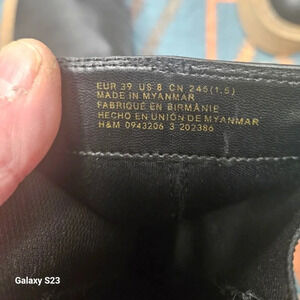 EUR 39 US 8 CN 245(1.5)
MADE IN MYANMAR
FABRIQUÉ EN BIRMANIE
HECHO EN UNIÓN DE MYANMAR
H&M 0943206 3 202386
Galaxy S23